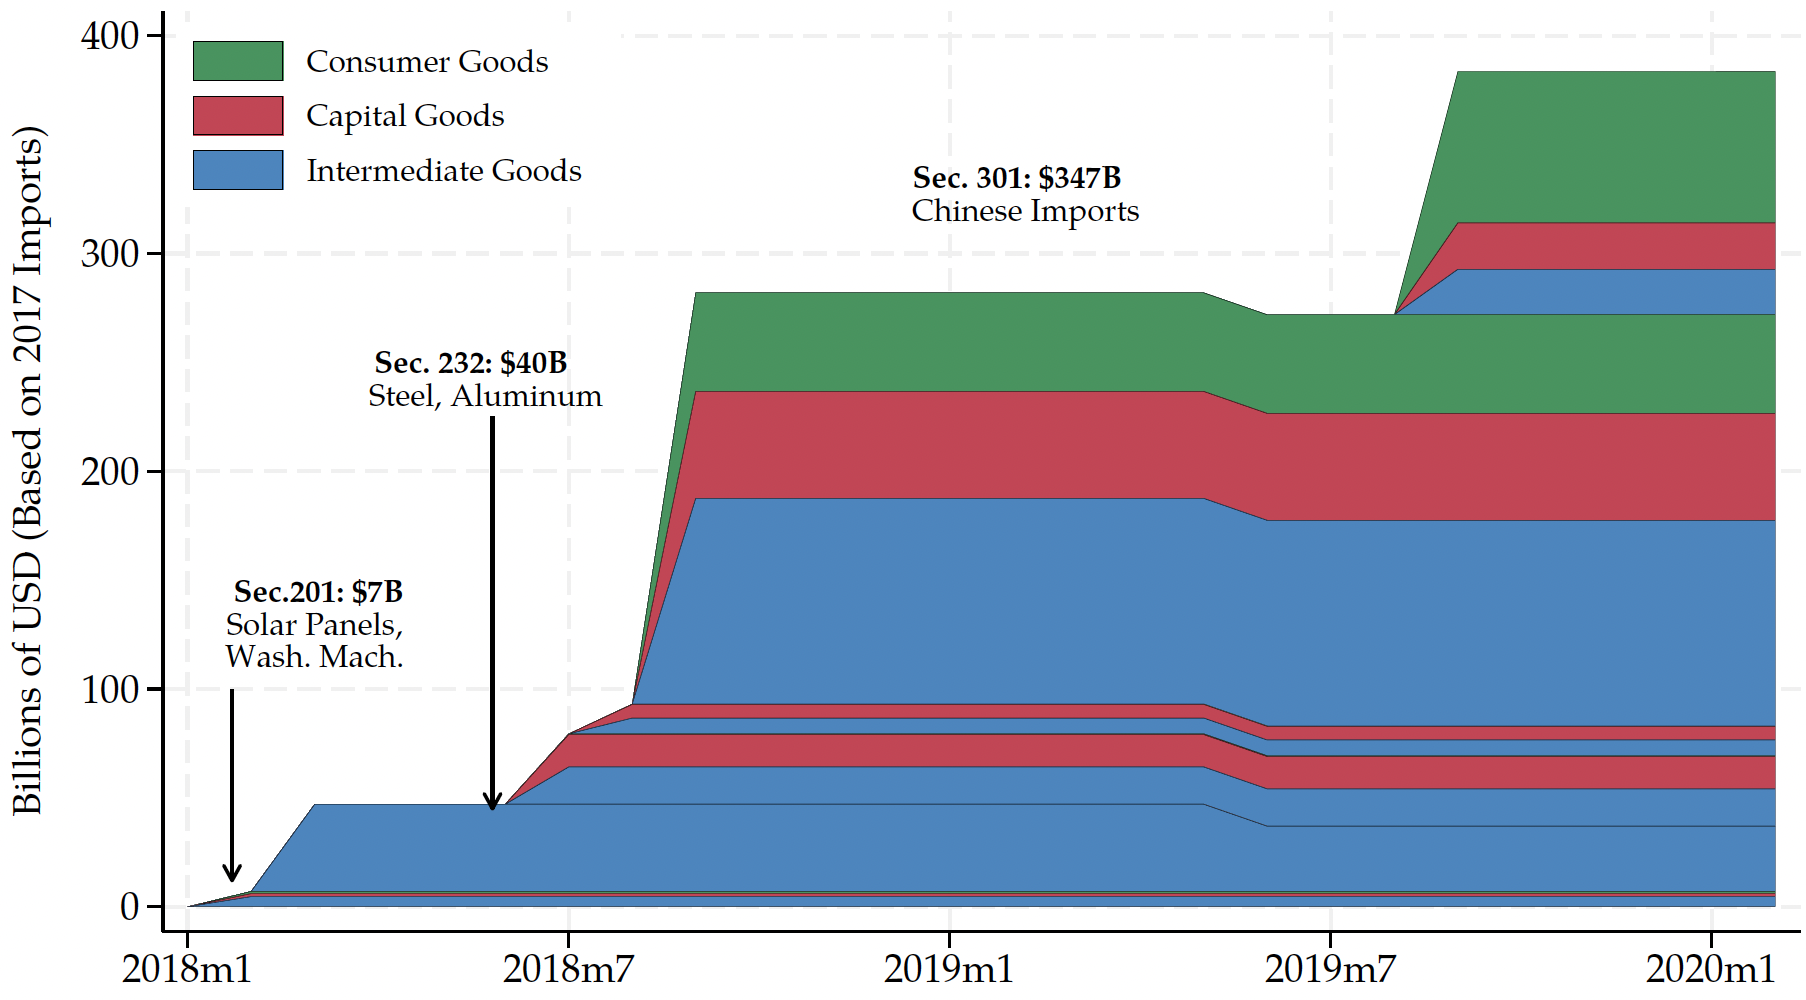 Billions of USD (Based on 2017 Imports)
400
300
200
100
0
Consumer Goods
Capital Goods
Intermediate Goods
Sec. 301: $347B
Chinese Imports
Sec. 232: $40B
Steel, Aluminum
Sec.201: $7B
Solar Panels,
Wash. Mach.
2018m1
2018m7
2019m1
2019m7
2020m1